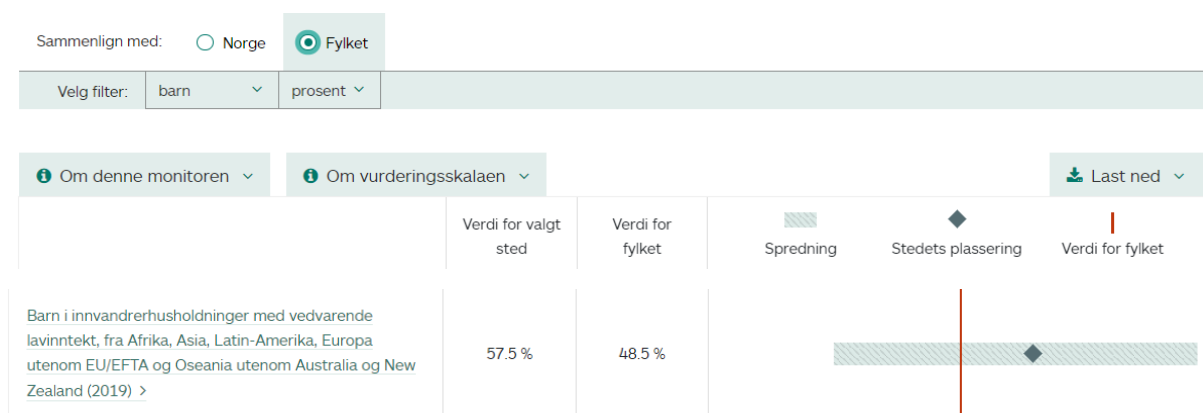 Sammenlign med: Norge Fylket
Velg filter: barn prosent
Om denne monitoren Om vurderingsskalaen Last ned
Verdi for valgt
sted
Verdi for
fylket
Spredning Stedets plassering Verdi for fylket
Barn i innvandrerhusholdninger med vedvarende
lavinntekt, fra Afrika, Asia, Latin-Amerika, Europa
utenom EU/EFTA og Oseania utenom Australia og New
Zealand (2019) >
57.5 % 48.5 %